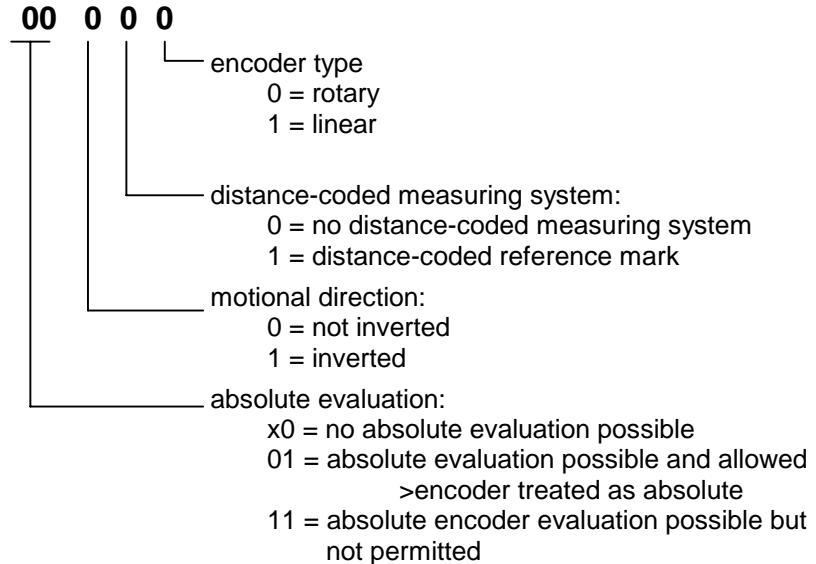 00 0 0 0
encoder type
0 = rotary
1 = linear
distance-coded measuring system:
0 = no distance-coded measuring system
1 = distance-coded reference mark
motional direction:
0 = not inverted
1 = inverted
absolute evaluation:
x0 = no absolute evaluation possible
01 = absolute evaluation possible and allowed
>encoder treated as absolute
11 = absolute encoder evaluation possible but
not permitted